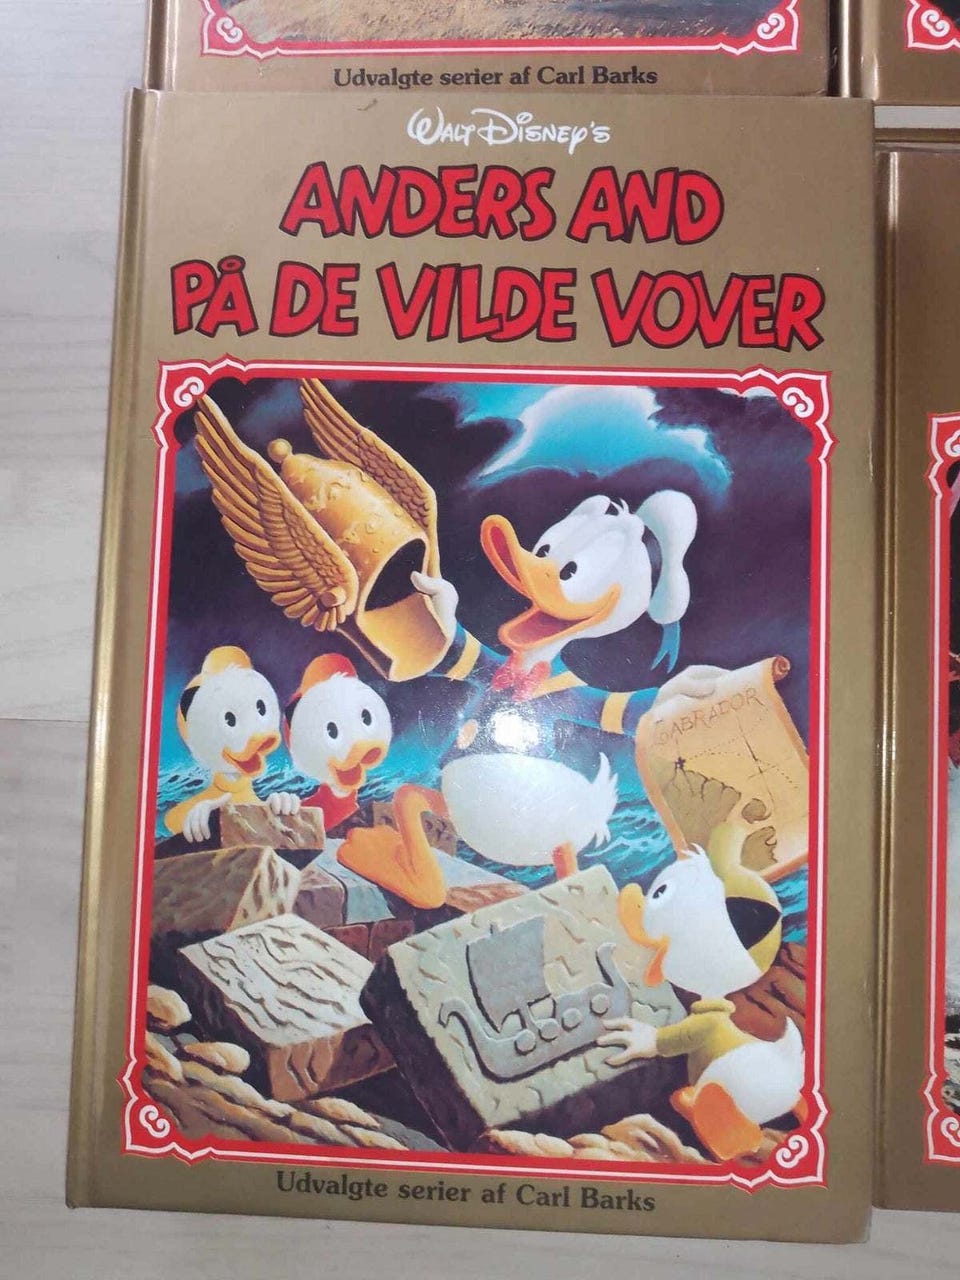 Udvalgte serier af Carl Barks
WALT DISNEY'S
ANDERS AND
PÅ DE VILDE VOVER
LABRADOR
Udvalgte serier af Carl Barks